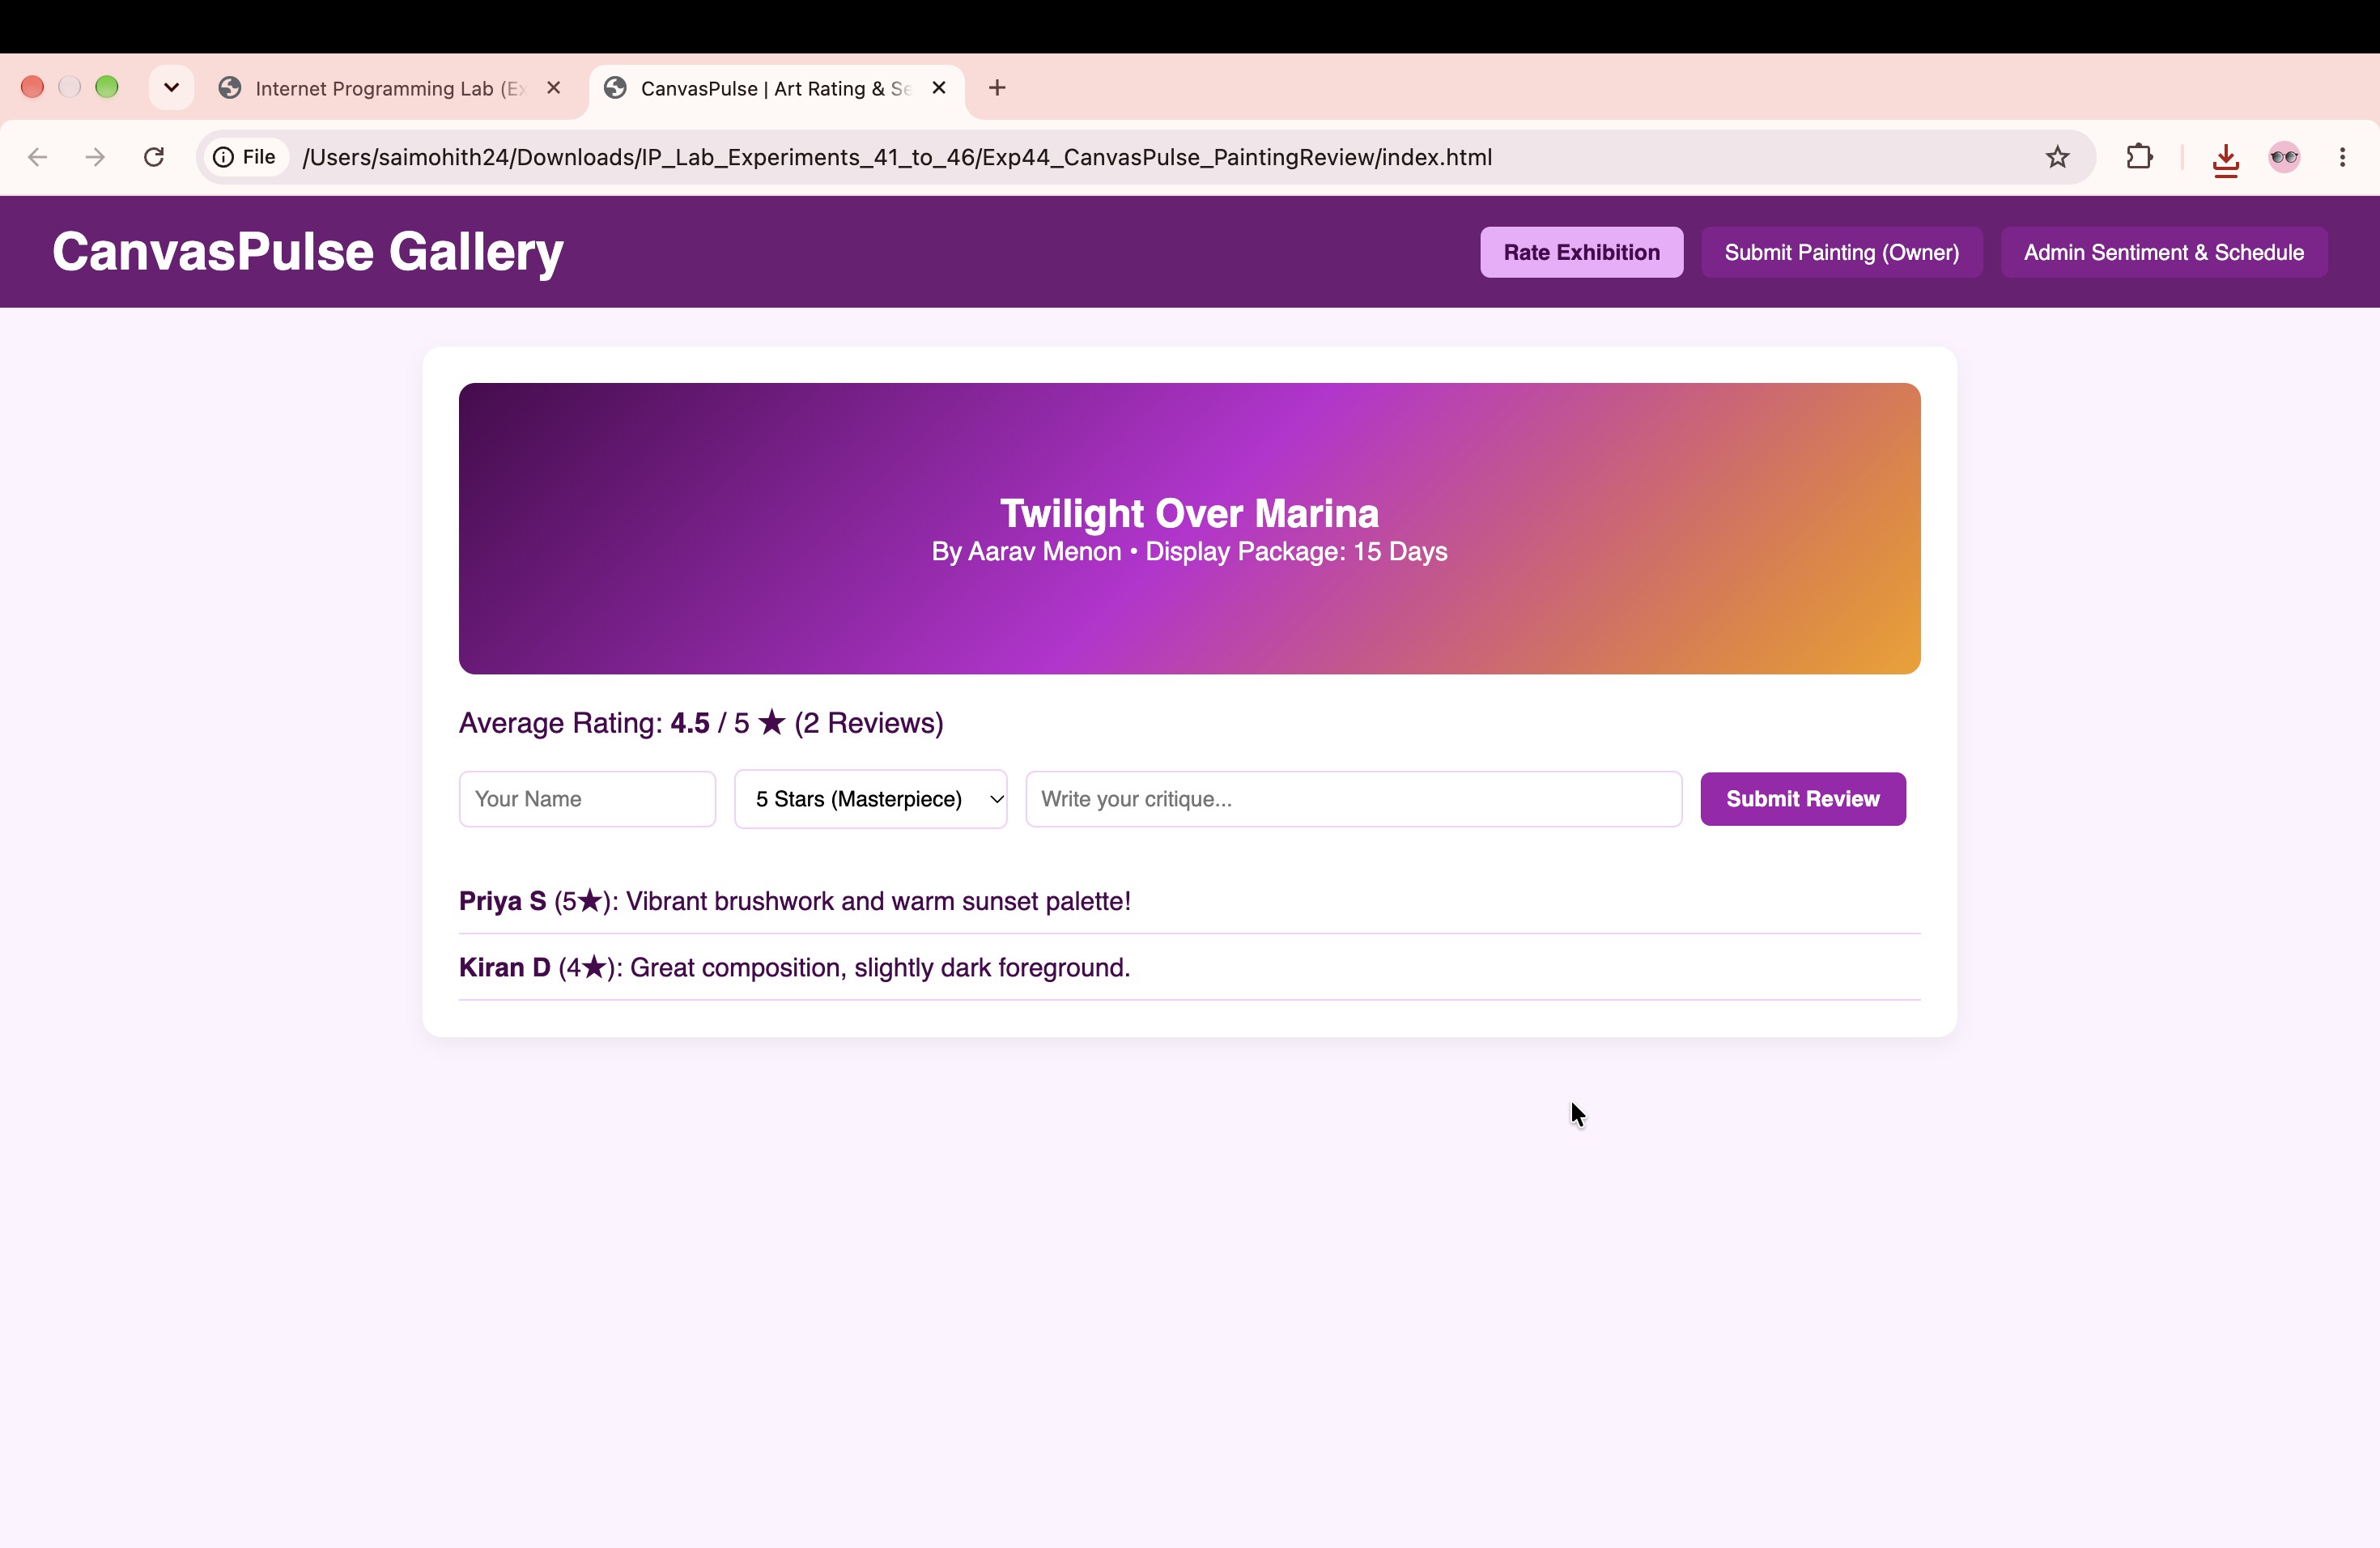 Internet Programming Lab (Ex
CanvasPulse | Art Rating & Se
File
/Users/saimohith24/Downloads/IP_Lab_Experiments_41_to_46/Exp44_CanvasPulse_PaintingReview/index.html
CanvasPulse Gallery
Rate Exhibition
Submit Painting (Owner)
Admin Sentiment & Schedule
Twilight Over Marina
By Aarav Menon • Display Package: 15 Days
Average Rating: 4.5 / 5 ★ (2 Reviews)
Your Name
5 Stars (Masterpiece)
Write your critique...
Submit Review
Priya S (5★): Vibrant brushwork and warm sunset palette!
Kiran D (4★): Great composition, slightly dark foreground.